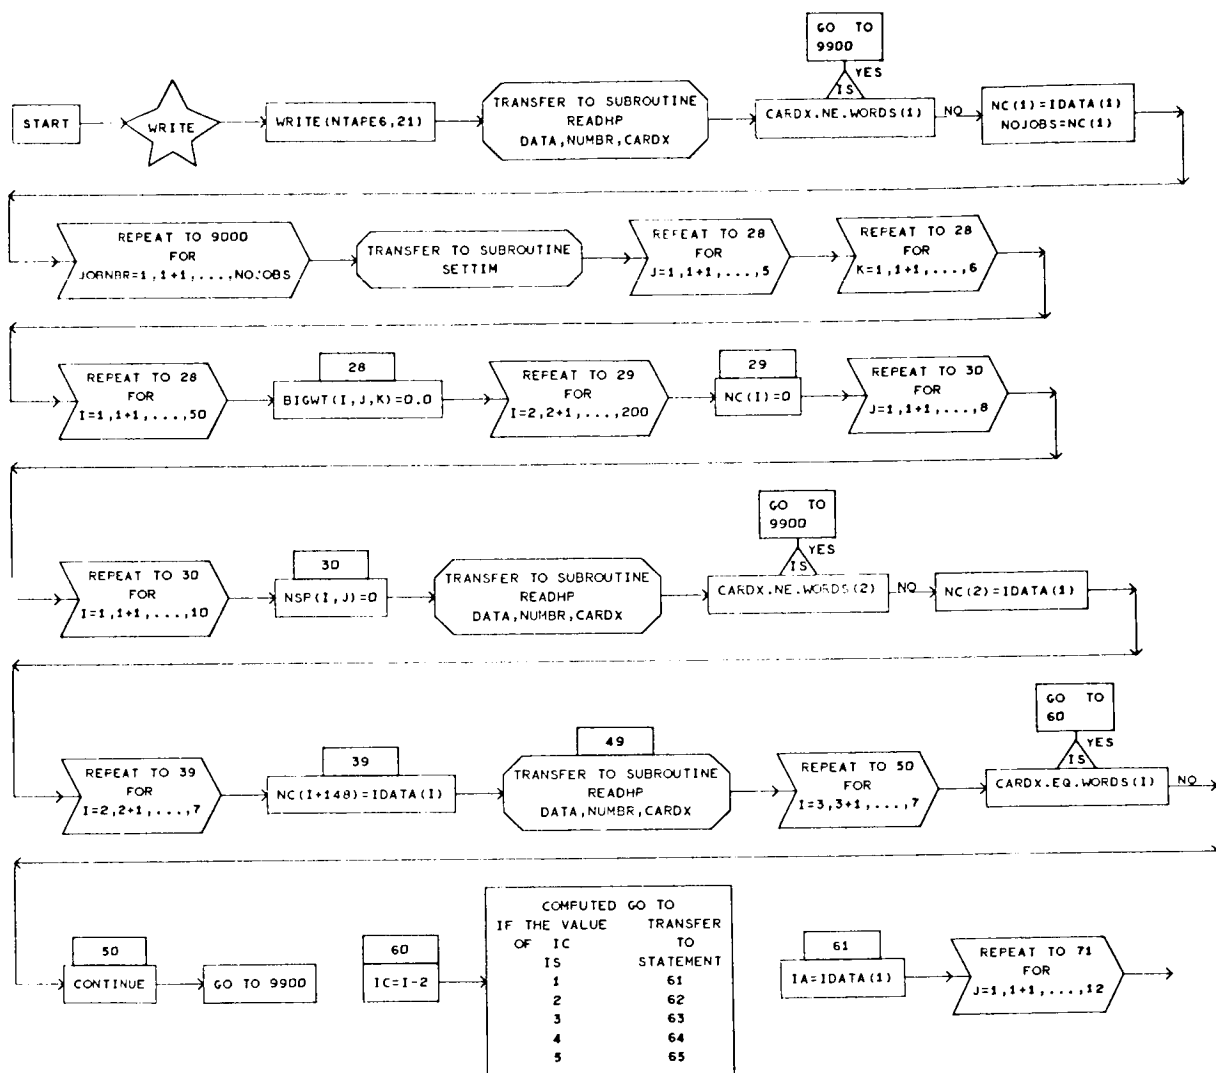 START
WRITE
WRITE(NTAPE6,21)
TRANSFER TO SUBROUTINE
READHP
DATA,NUMBR,CARDX
GO TO
9900
YES
IS
CARDX.NE.WORDS(1)
NO
NC(1)=IDATA(1)
NOJOBS=NC(1)
REPEAT TO 9000
FOR
JOBNBR=1,1+1,...,NOJOBS
TRANSFER TO SUBROUTINE
SETTIM
REPEAT TO 28
FOR
J=1,1+1,...,5
REPEAT TO 28
FOR
K=1,1+1,...,6
REPEAT TO 28
FOR
I=1,1+1,...,50
28
BIGWT(I,J,K)=0.0
REPEAT TO 29
FOR
I=2,2+1,...,200
29
NC(I)=0
REPEAT TO 30
FOR
J=1,1+1,...,8
REPEAT TO 30
FOR
I=1,1+1,...,10
30
NSP(I,J)=0
TRANSFER TO SUBROUTINE
READHP
DATA,NUMBR,CARDX
GO TO
9900
YES
IS
CARDX.NE.WORDS(2)
NO
NC(2)=IDATA(1)
REPEAT TO 39
FOR
I=2,2+1,...,7
39
NC(I+148)=IDATA(I)
49
TRANSFER TO SUBROUTINE
READHP
DATA,NUMBR,CARDX
REPEAT TO 50
FOR
I=3,3+1,...,7
GO TO
60
YES
IS
CARDX.EQ.WORDS(I)
NO
50
CONTINUE
GO TO 9900
60
IC=I-2
COMPUTED GO TO
IF THE VALUE TRANSFER
OF IC TO
IS STATEMENT
1 61
2 62
3 63
4 64
5 65
61
IA=IDATA(1)
REPEAT TO 71
FOR
J=1,1+1,...,12